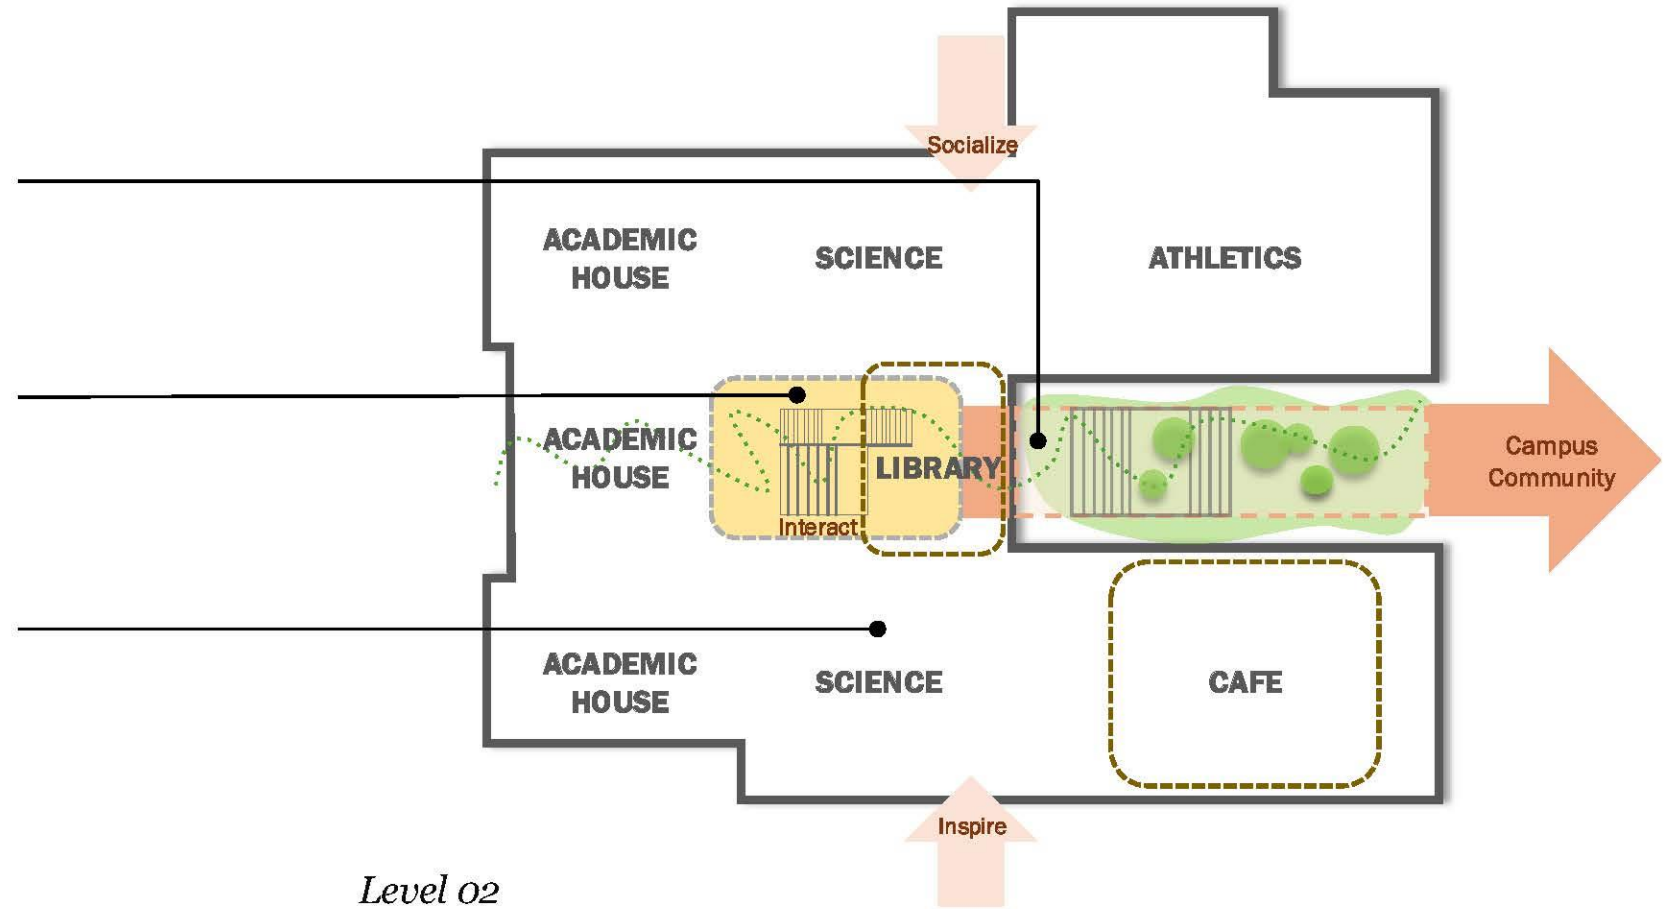 Socialize
ACADEMIC
HOUSE
SCIENCE
ATHLETICS
ACADEMIC
HOUSE
LIBRARY
Interact
Campus
Community
ACADEMIC
HOUSE
SCIENCE
CAFE
Inspire
Level 02